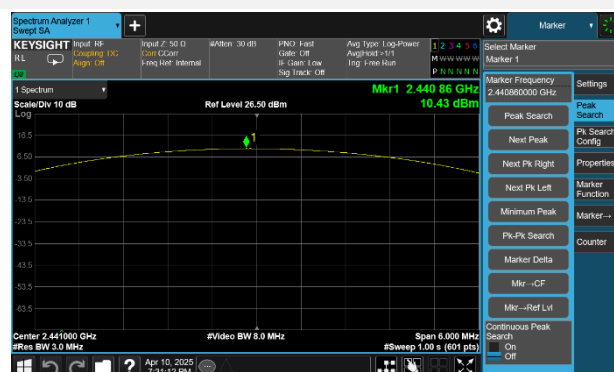 Spectrum Analyzer 1
Swept SA
Marker
KEYSIGHT
RL
LW
Input: RF
Coupling: DC
Align: Off
Input Z: 50 Ω
Corr CCorr
Freq Ref: Internal
#Atten: 30 dB
PNO: Fast
Gate: Off
IF Gain: Low
Sig Track: Off
Avg Type: Log-Power
Avg|Hold:>1/1
Trig: Free Run
1 2 3 4 5 6
M W W W W W
P N N N N N
Select Marker
Marker 1
1 Spectrum
Mkr1 2.440 86 GHz
Scale/Div 10 dB
Ref Level 26.50 dBm
10.43 dBm
Log
1
16.5
6.50
-3.50
-13.5
-23.5
-33.5
-43.5
-53.5
-63.5
Center 2.441000 GHz
#Video BW 8.0 MHz
Span 6.000 MHz
#Res BW 3.0 MHz
#Sweep 1.00 s (601 pts)
Marker Frequency
2.440860000 GHz
Peak Search
Next Peak
Next Pk Right
Next Pk Left
Minimum Peak
Pk-Pk Search
Marker Delta
Mkr→CF
Mkr→Ref Lvl
Continuous Peak
Search
On
Off
Settings
Peak
Search
Pk Search
Config
Properties
Marker
Function
Marker→
Counter
?
Apr 10, 2025